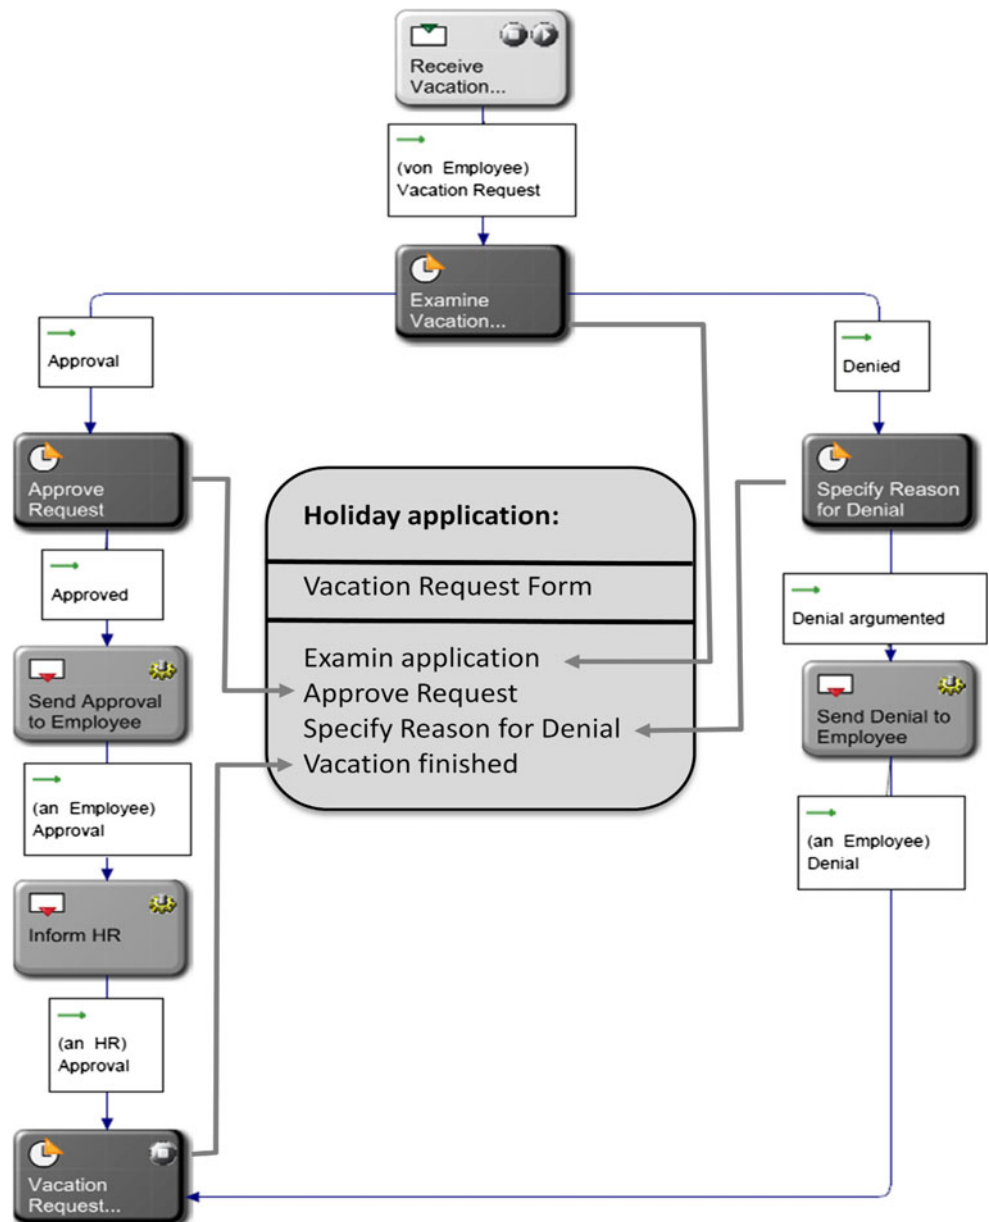 Receive
Vacation...
(von Employee)
Vacation Request
Examine
Vacation...
Approval
Denied
Approve
Request
Specify Reason
for Denial
Holiday application:
Vacation Request Form
Examin application
Approve Request
Specify Reason for Denial
Vacation finished
Approved
Denial argumented
Send Approval
to Employee
Send Denial to
Employee
(an Employee)
Approval
(an Employee)
Denial
Inform HR
(an HR)
Approval
Vacation
Request...